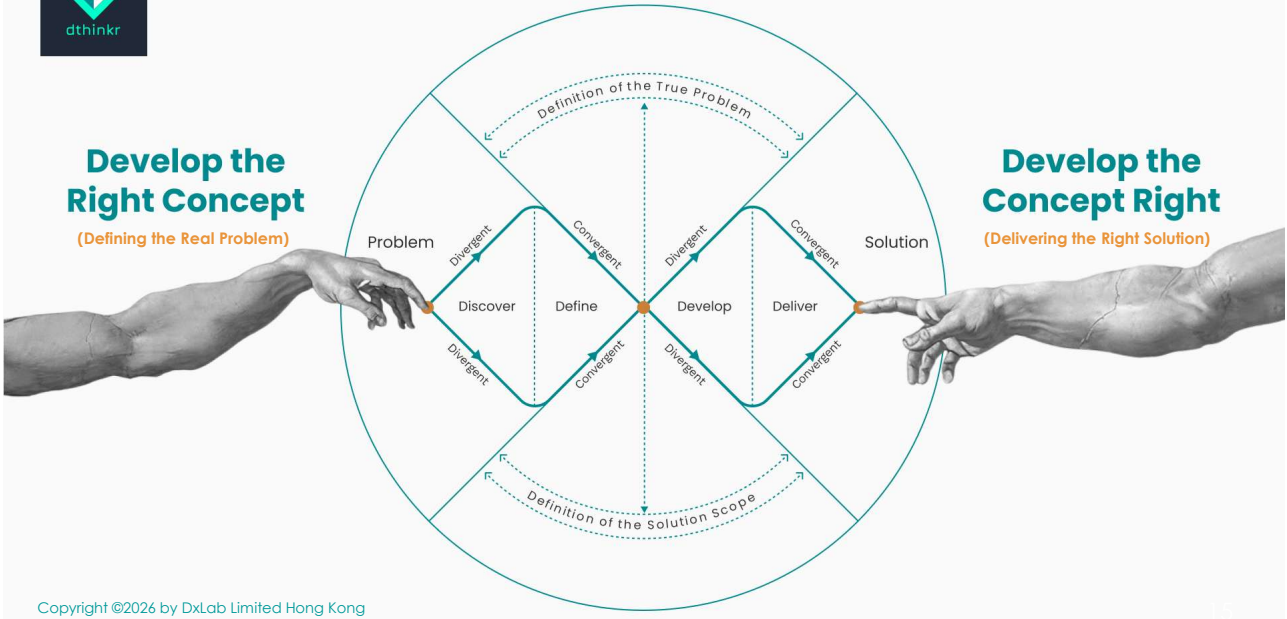 dthinkr
Definition of the True Problem
Develop the
Right Concept
(Defining the Real Problem)
Develop the
Concept Right
(Delivering the Right Solution)
Problem
Solution
Divergent
Convergent
Divergent
Convergent
Discover
Define
Develop
Deliver
Divergent
Convergent
Divergent
Convergent
Definition of the Solution Scope
Copyright ©2026 by DxLab Limited Hong Kong
15